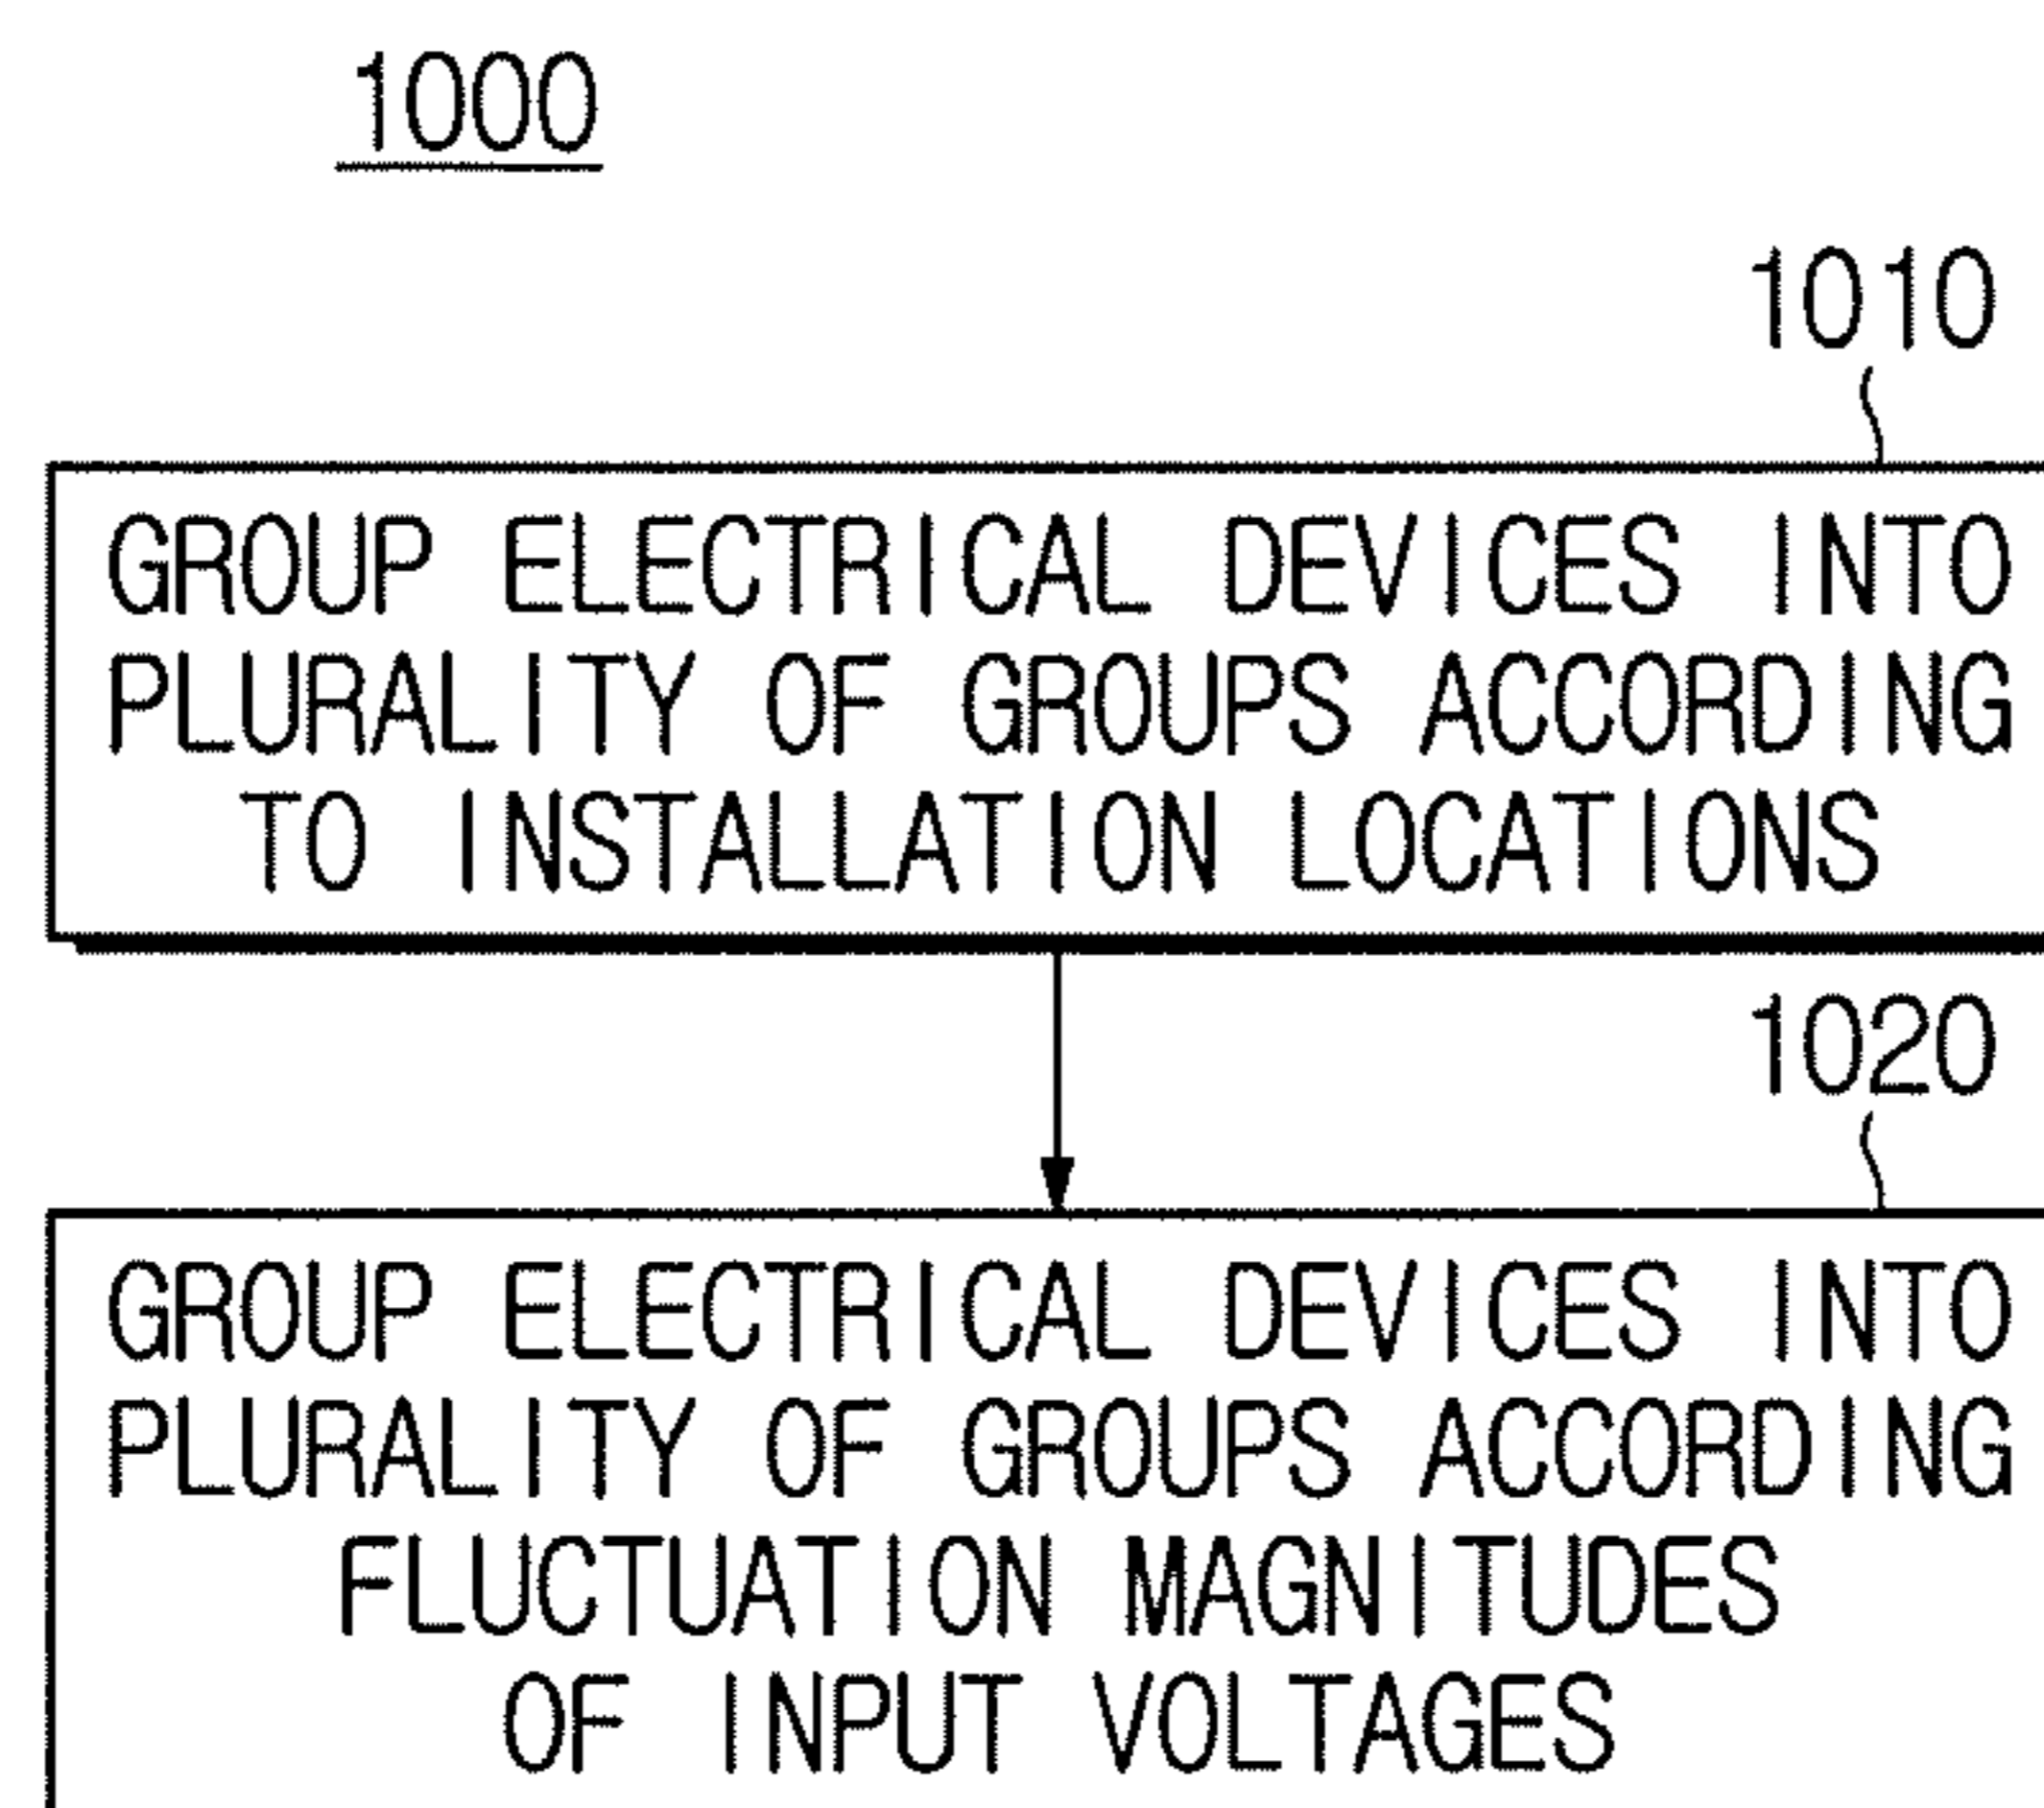 1000
1010
GROUP ELECTRICAL DEVICES INTO
PLURALITY OF GROUPS ACCORDING
TO INSTALLATION LOCATIONS
1020
GROUP ELECTRICAL DEVICES INTO
PLURALITY OF GROUPS ACCORDING
FLUCTUATION MAGNITUDES
OF INPUT VOLTAGES